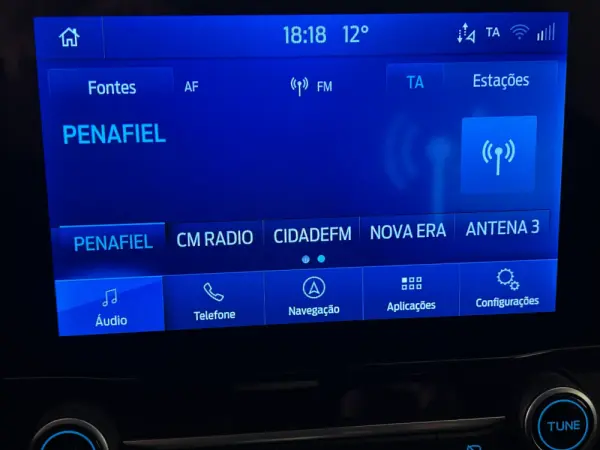 18:18 12°
TA
Fontes AF FM TA Estações
PENAFIEL
PENAFIEL CM RADIO CIDADEFM NOVA ERA ANTENA 3
Áudio Telefone Navegação Aplicações Configurações
TUNE